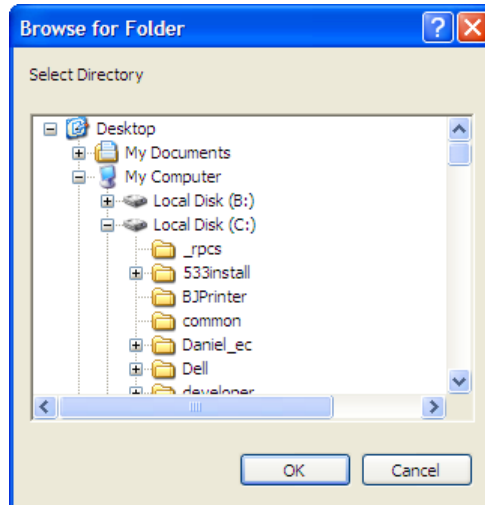 Browse for Folder
Select Directory
Desktop
My Documents
My Computer
Local Disk (B:)
Local Disk (C:)
_rpcs
533install
BJPrinter
common
Daniel_ec
Dell
developer
OK Cancel